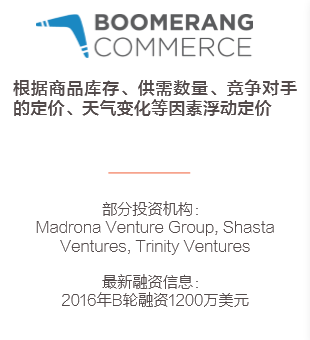 BOOMERANG
COMMERCE
根据商品库存、供需数量、竞争对手
的定价、天气变化等因素浮动定价
部分投资机构：
Madrona Venture Group, Shasta
Ventures, Trinity Ventures
最新融资信息：
2016年B轮融资1200万美元